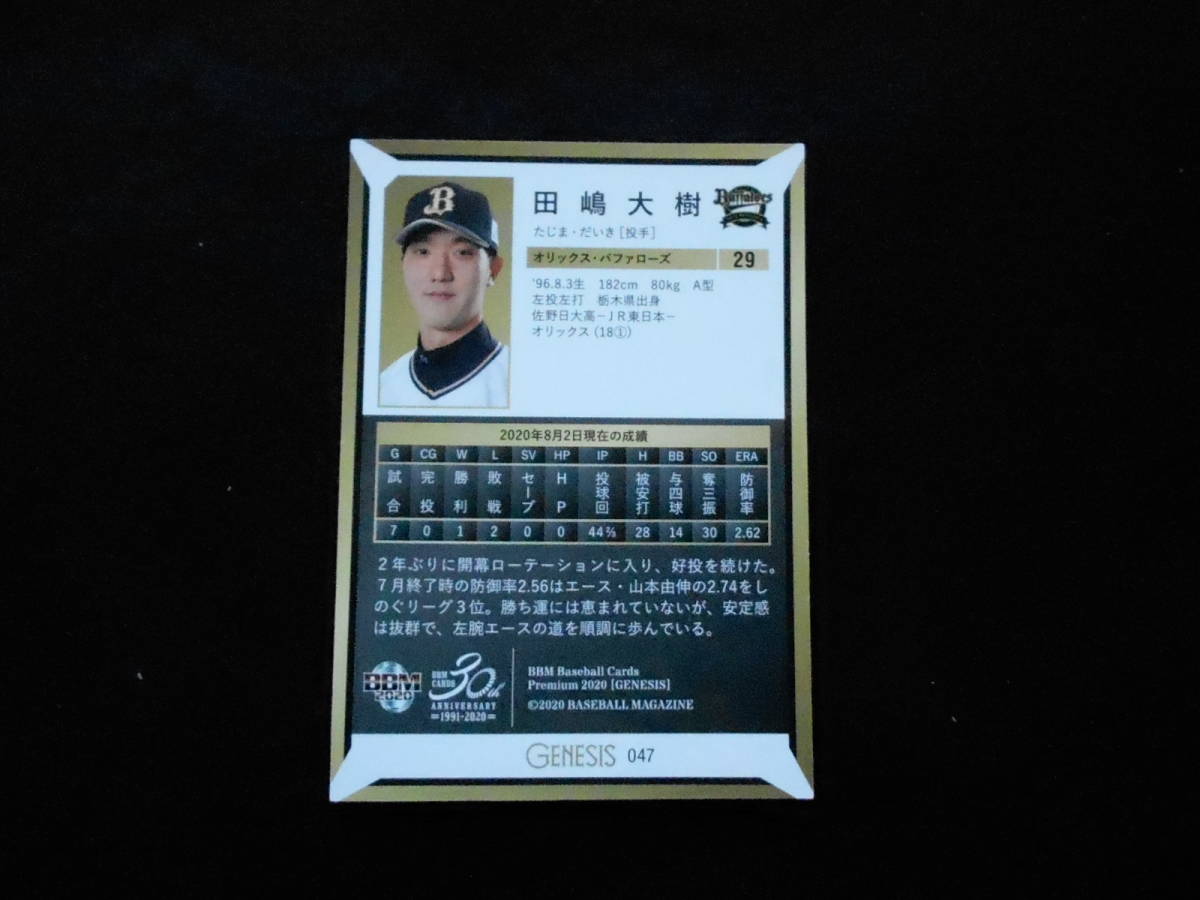 B
田嶋大樹
Buffaloes
たじま・だいき[投手]
オリックス・バファローズ 29
'96.8.3生 182cm 80kg A型
左投左打 栃木県出身
佐野日大高－JR東日本－
オリックス(18①)
2020年8月2日現在の成績
G CG W L SV HP IP H BB SO ERA
試合 完投 勝利 敗戦 セーブ HP 投球回 被安打 与四球 奪三振 防御率
7 0 1 2 0 0 44⅔ 28 14 30 2.62
2年ぶりに開幕ローテーションに入り、好投を続けた。
7月終了時の防御率2.56はエース・山本由伸の2.74をし
のぐリーグ3位。勝ち運には恵まれていないが、安定感
は抜群で、左腕エースの道を順調に歩んでいる。
BBM
2020
BBM CARDS 30th
ANNIVERSARY
=1991-2020=
BBM Baseball Cards
Premium 2020 [GENESIS]
©2020 BASEBALL MAGAZINE
GENESIS 047